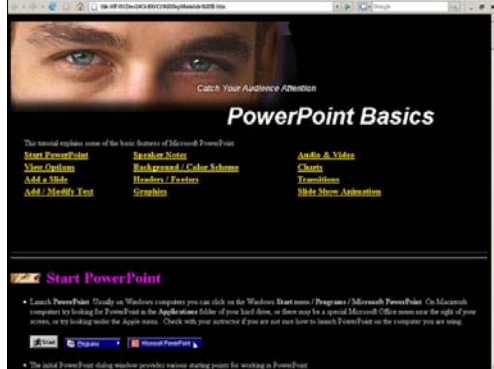 Catch Your Audience Attention
PowerPoint Basics
This tutorial explains some of the basic features of Microsoft PowerPoint
Start PowerPoint
Speaker Notes
Audio & Video
View Options
Background / Color Scheme
Charts
Add a Slide
Headers / Footers
Transitions
Add / Modify Text
Graphics
Slide Show Animation
Start PowerPoint
• Launch PowerPoint. Usually on Windows computers you can click on the Windows Start menu / Programs / Microsoft PowerPoint. On Macintosh
computers try looking for PowerPoint in the Applications folder of your hard drive, or there may be a special Microsoft Office menu near the right of your
screen, or try looking under the Apple menu. Check with your instructor if you are not sure how to launch PowerPoint on the computer you are using.
Start
Programs
Microsoft PowerPoint
• The initial PowerPoint dialog window provides various starting points for working in PowerPoint